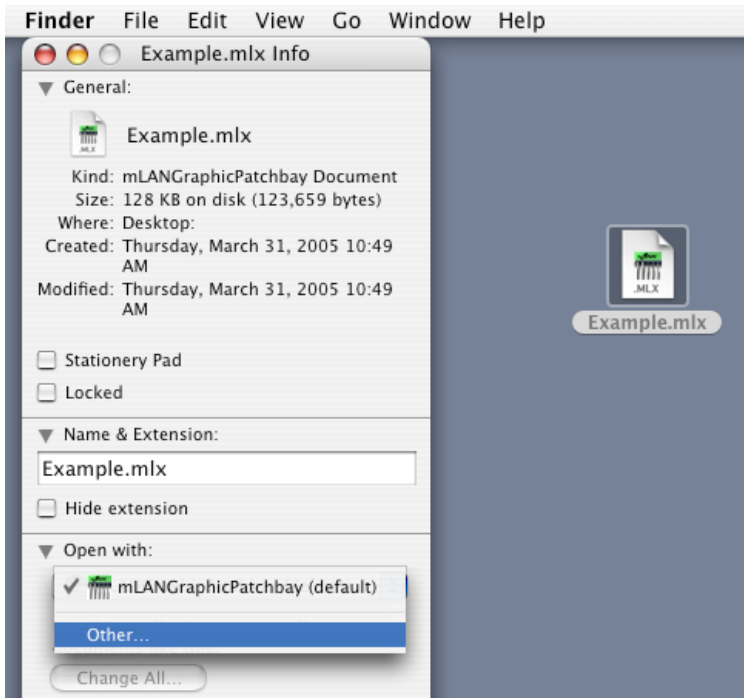 Finder File Edit View Go Window Help
Example.mlx Info
General:
.MLX
Example.mlx
Kind: mLANGraphicPatchbay Document
Size: 128 KB on disk (123,659 bytes)
Where: Desktop:
Created: Thursday, March 31, 2005 10:49
AM
Modified: Thursday, March 31, 2005 10:49
AM
Stationery Pad
Locked
Name & Extension:
Example.mlx
Hide extension
Open with:
mLANGraphicPatchbay (default)
Other...
Change All...
.MLX
Example.mlx